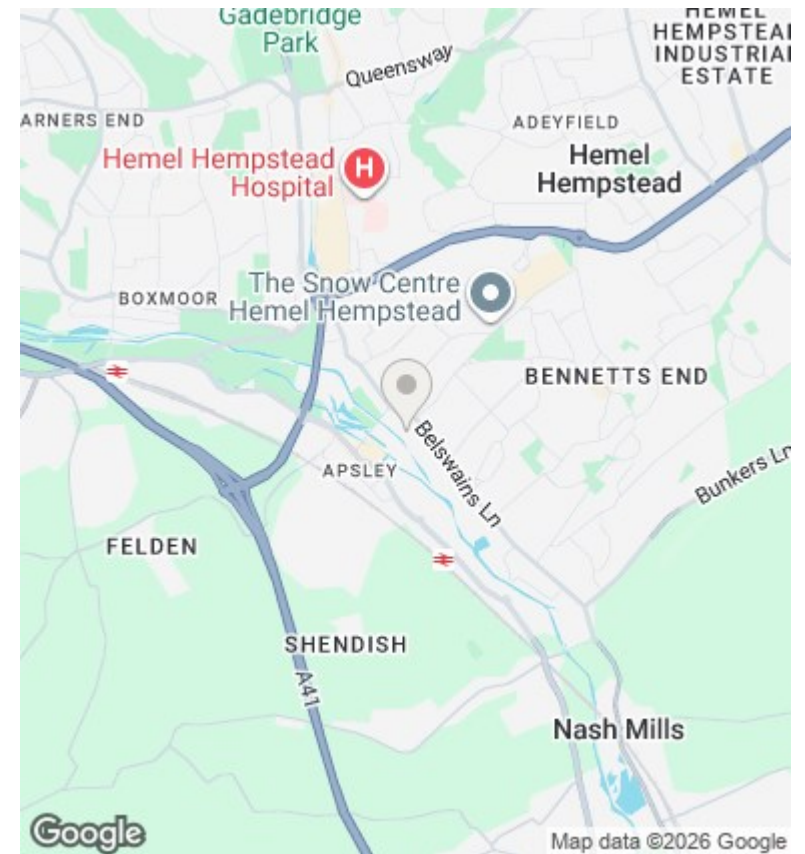 Gadebridge
Park
HEMEL
HEMPSTEAD
INDUSTRIAL
ESTATE
Queensway
ARNERS END
ADEYFIELD
Hemel Hempstead
Hospital
H
Hemel
Hempstead
The Snow Centre
Hemel Hempstead
BOXMOOR
BENNETTS END
Belswains Ln
Bunkers Ln
APSLEY
FELDEN
SHENDISH
A41
Nash Mills
Google
Map data ©2026 Google